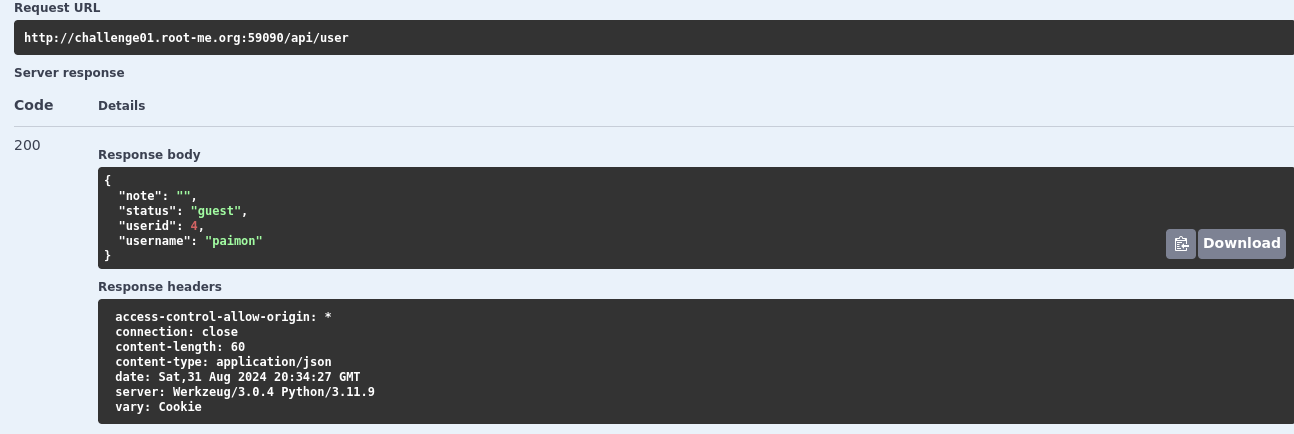 Request URL
http://challenge01.root-me.org:59090/api/user
Server response
Code Details
200
Response body
{
"note": "",
"status": "guest",
"userid": 4,
"username": "paimon"
}
Download
Response headers
access-control-allow-origin: *
connection: close
content-length: 60
content-type: application/json
date: Sat,31 Aug 2024 20:34:27 GMT
server: Werkzeug/3.0.4 Python/3.11.9
vary: Cookie